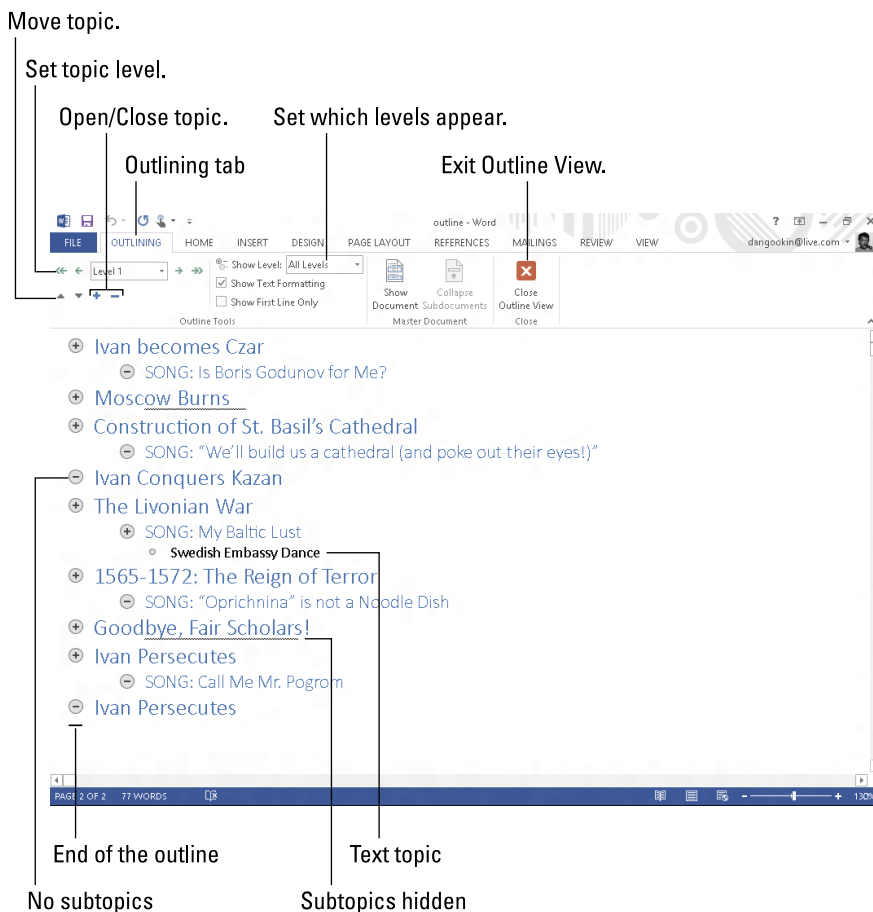 Move topic.
Set topic level.
Open/Close topic.
Set which levels appear.
Outlining tab
Exit Outline View.
outline - Word
FILE OUTLINING HOME INSERT DESIGN PAGE LAYOUT REFERENCES MAILINGS REVIEW VIEW dangookin@live.com
Level 1
Show Level: All Levels
Show Text Formatting
Show First Line Only
Outline Tools
Show Document
Collapse Subdocuments
Master Document
Close Outline View
Close
Ivan becomes Czar
SONG: Is Boris Godunov for Me?
Moscow Burns
Construction of St. Basil's Cathedral
SONG: “We'll build us a cathedral (and poke out their eyes!)”
Ivan Conquers Kazan
The Livonian War
SONG: My Baltic Lust
Swedish Embassy Dance
1565-1572: The Reign of Terror
SONG: “Oprichnina” is not a Noodle Dish
Goodbye, Fair Scholars!
Ivan Persecutes
SONG: Call Me Mr. Pogrom
Ivan Persecutes
PAGE 2 OF 2 77 WORDS 130%
End of the outline
Text topic
No subtopics
Subtopics hidden